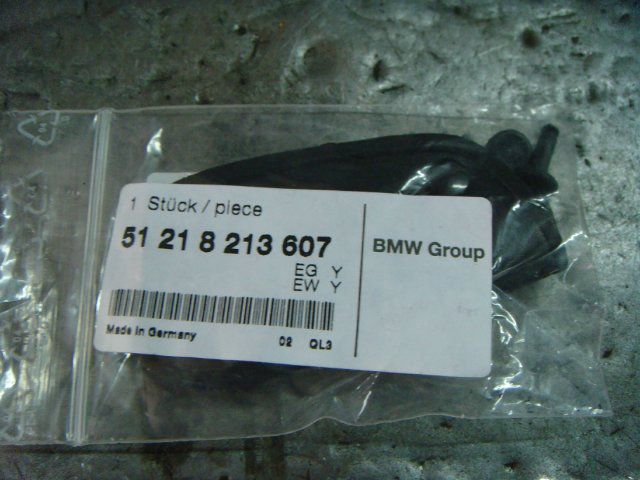 1 Stück / piece
51 21 8 213 607
BMW Group
EG Y
EW Y
Made in Germany
02 QL3